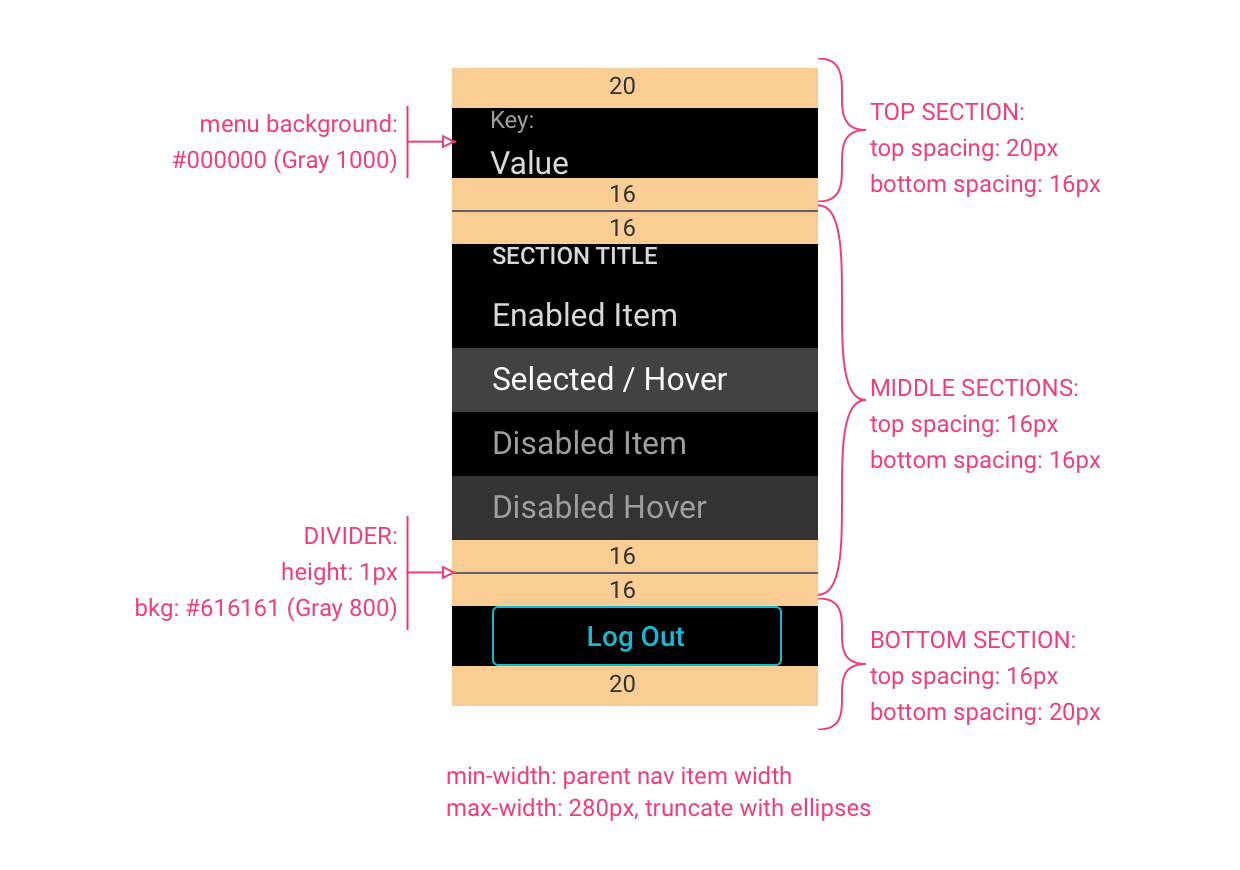 menu background:
#000000 (Gray 1000)
20
Key:
Value
16
16
SECTION TITLE
Enabled Item
Selected / Hover
Disabled Item
Disabled Hover
16
16
Log Out
20
TOP SECTION:
top spacing: 20px
bottom spacing: 16px
MIDDLE SECTIONS:
top spacing: 16px
bottom spacing: 16px
DIVIDER:
height: 1px
bkg: #616161 (Gray 800)
BOTTOM SECTION:
top spacing: 16px
bottom spacing: 20px
min-width: parent nav item width
max-width: 280px, truncate with ellipses